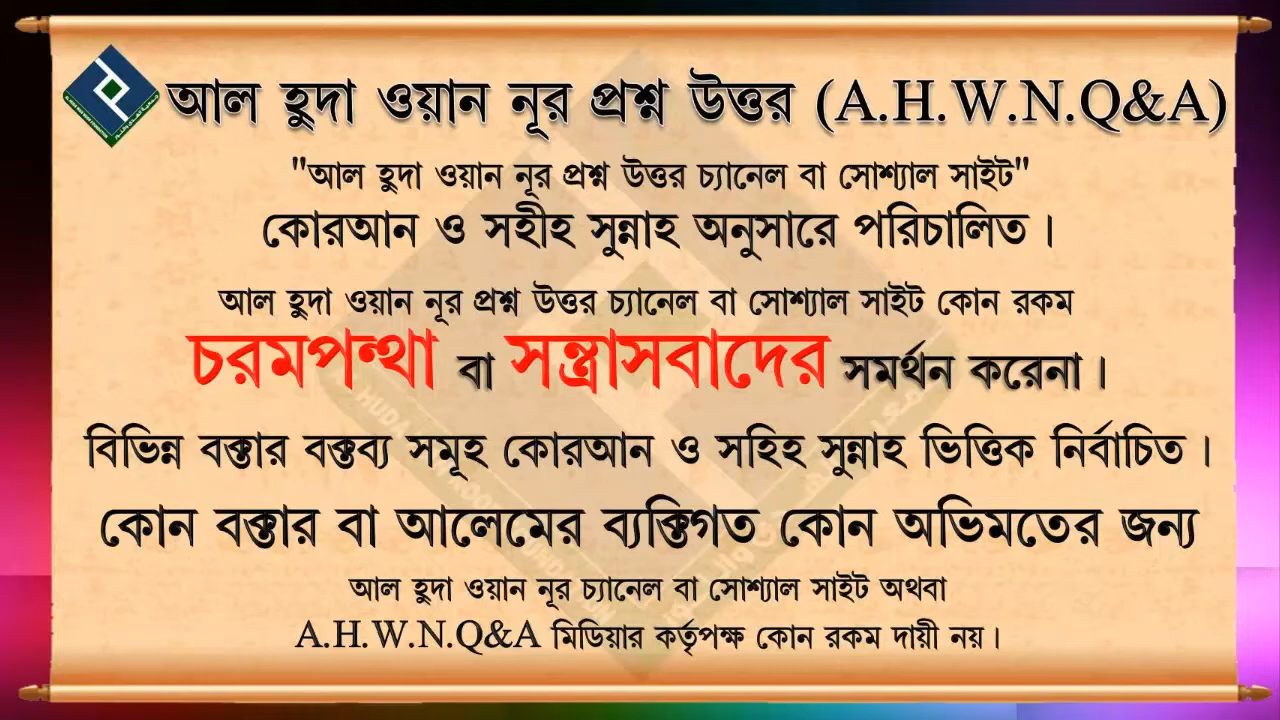 আল হুদা ওয়ান নূর প্রশ্ন উত্তর (A.H.W.N.Q&A)
"আল হুদা ওয়ান নূর প্রশ্ন উত্তর চ্যানেল বা সোশ্যাল সাইট"
কোরআন ও সহীহ সুন্নাহ অনুসারে পরিচালিত ।
আল হুদা ওয়ান নূর প্রশ্ন উত্তর চ্যানেল বা সোশ্যাল সাইট কোন রকম
চরমপন্থা বা সন্ত্রাসবাদের সমর্থন করেনা ।
বিভিন্ন বক্তার বক্তব্য সমূহ কোরআন ও সহিহ সুন্নাহ ভিত্তিক নির্বাচিত ।
কোন বক্তার বা আলেমের ব্যক্তিগত কোন অভিমতের জন্য
আল হুদা ওয়ান নূর চ্যানেল বা সোশ্যাল সাইট অথবা
A.H.W.N.Q&A মিডিয়ার কর্তৃপক্ষ কোন রকম দায়ী নয় ।